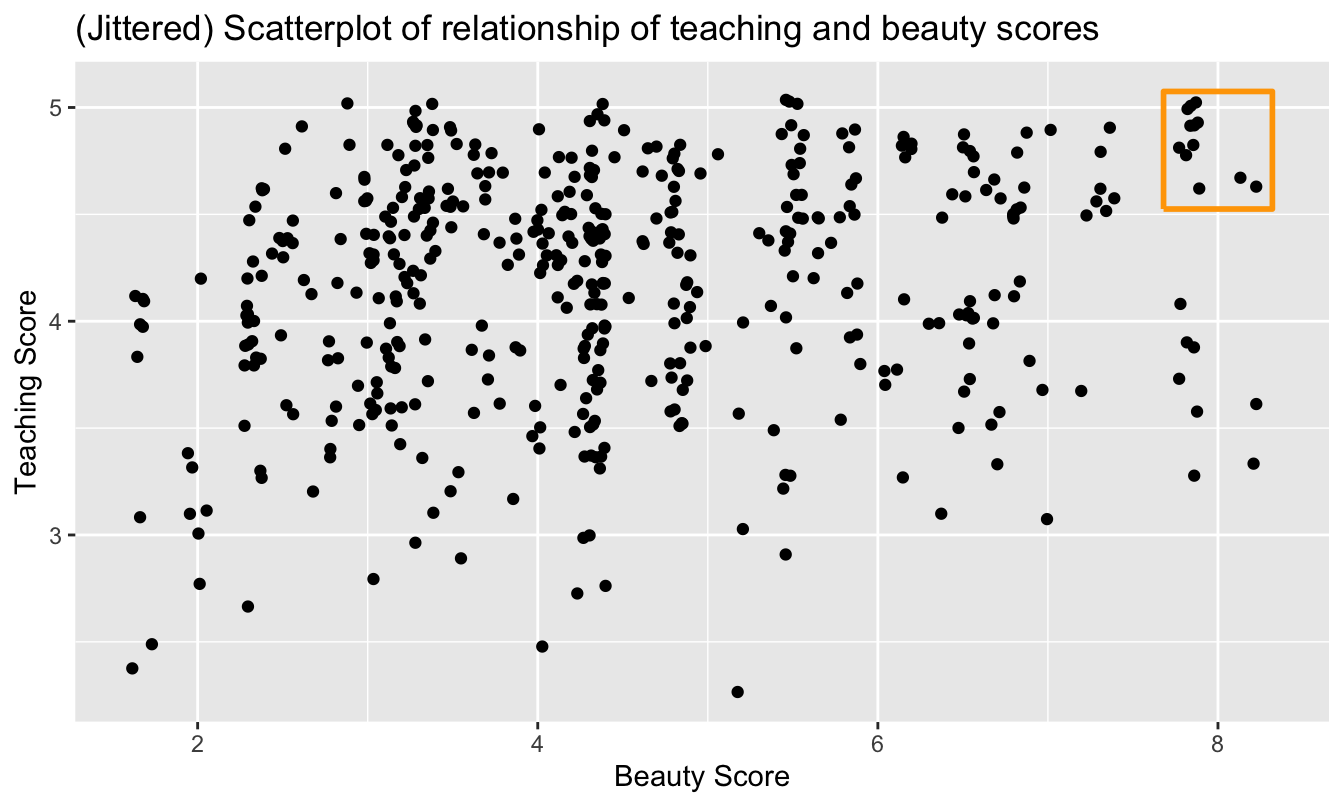 (Jittered) Scatterplot of relationship of teaching and beauty scores
5
4
3
Teaching Score
2 4 6 8
Beauty Score